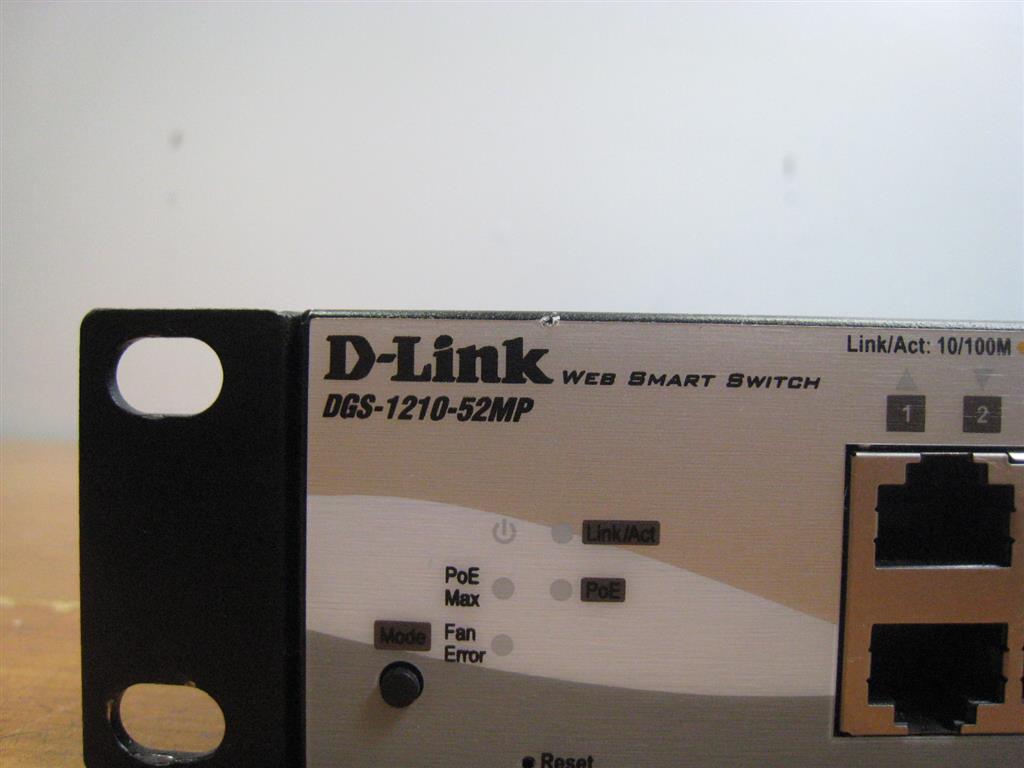 D-Link WEB SMART SWITCH
DGS-1210-52MP
Link/Act: 10/100M
1 2
Link/Act
PoE
Max
PoE
Mode
Fan
Error
Reset